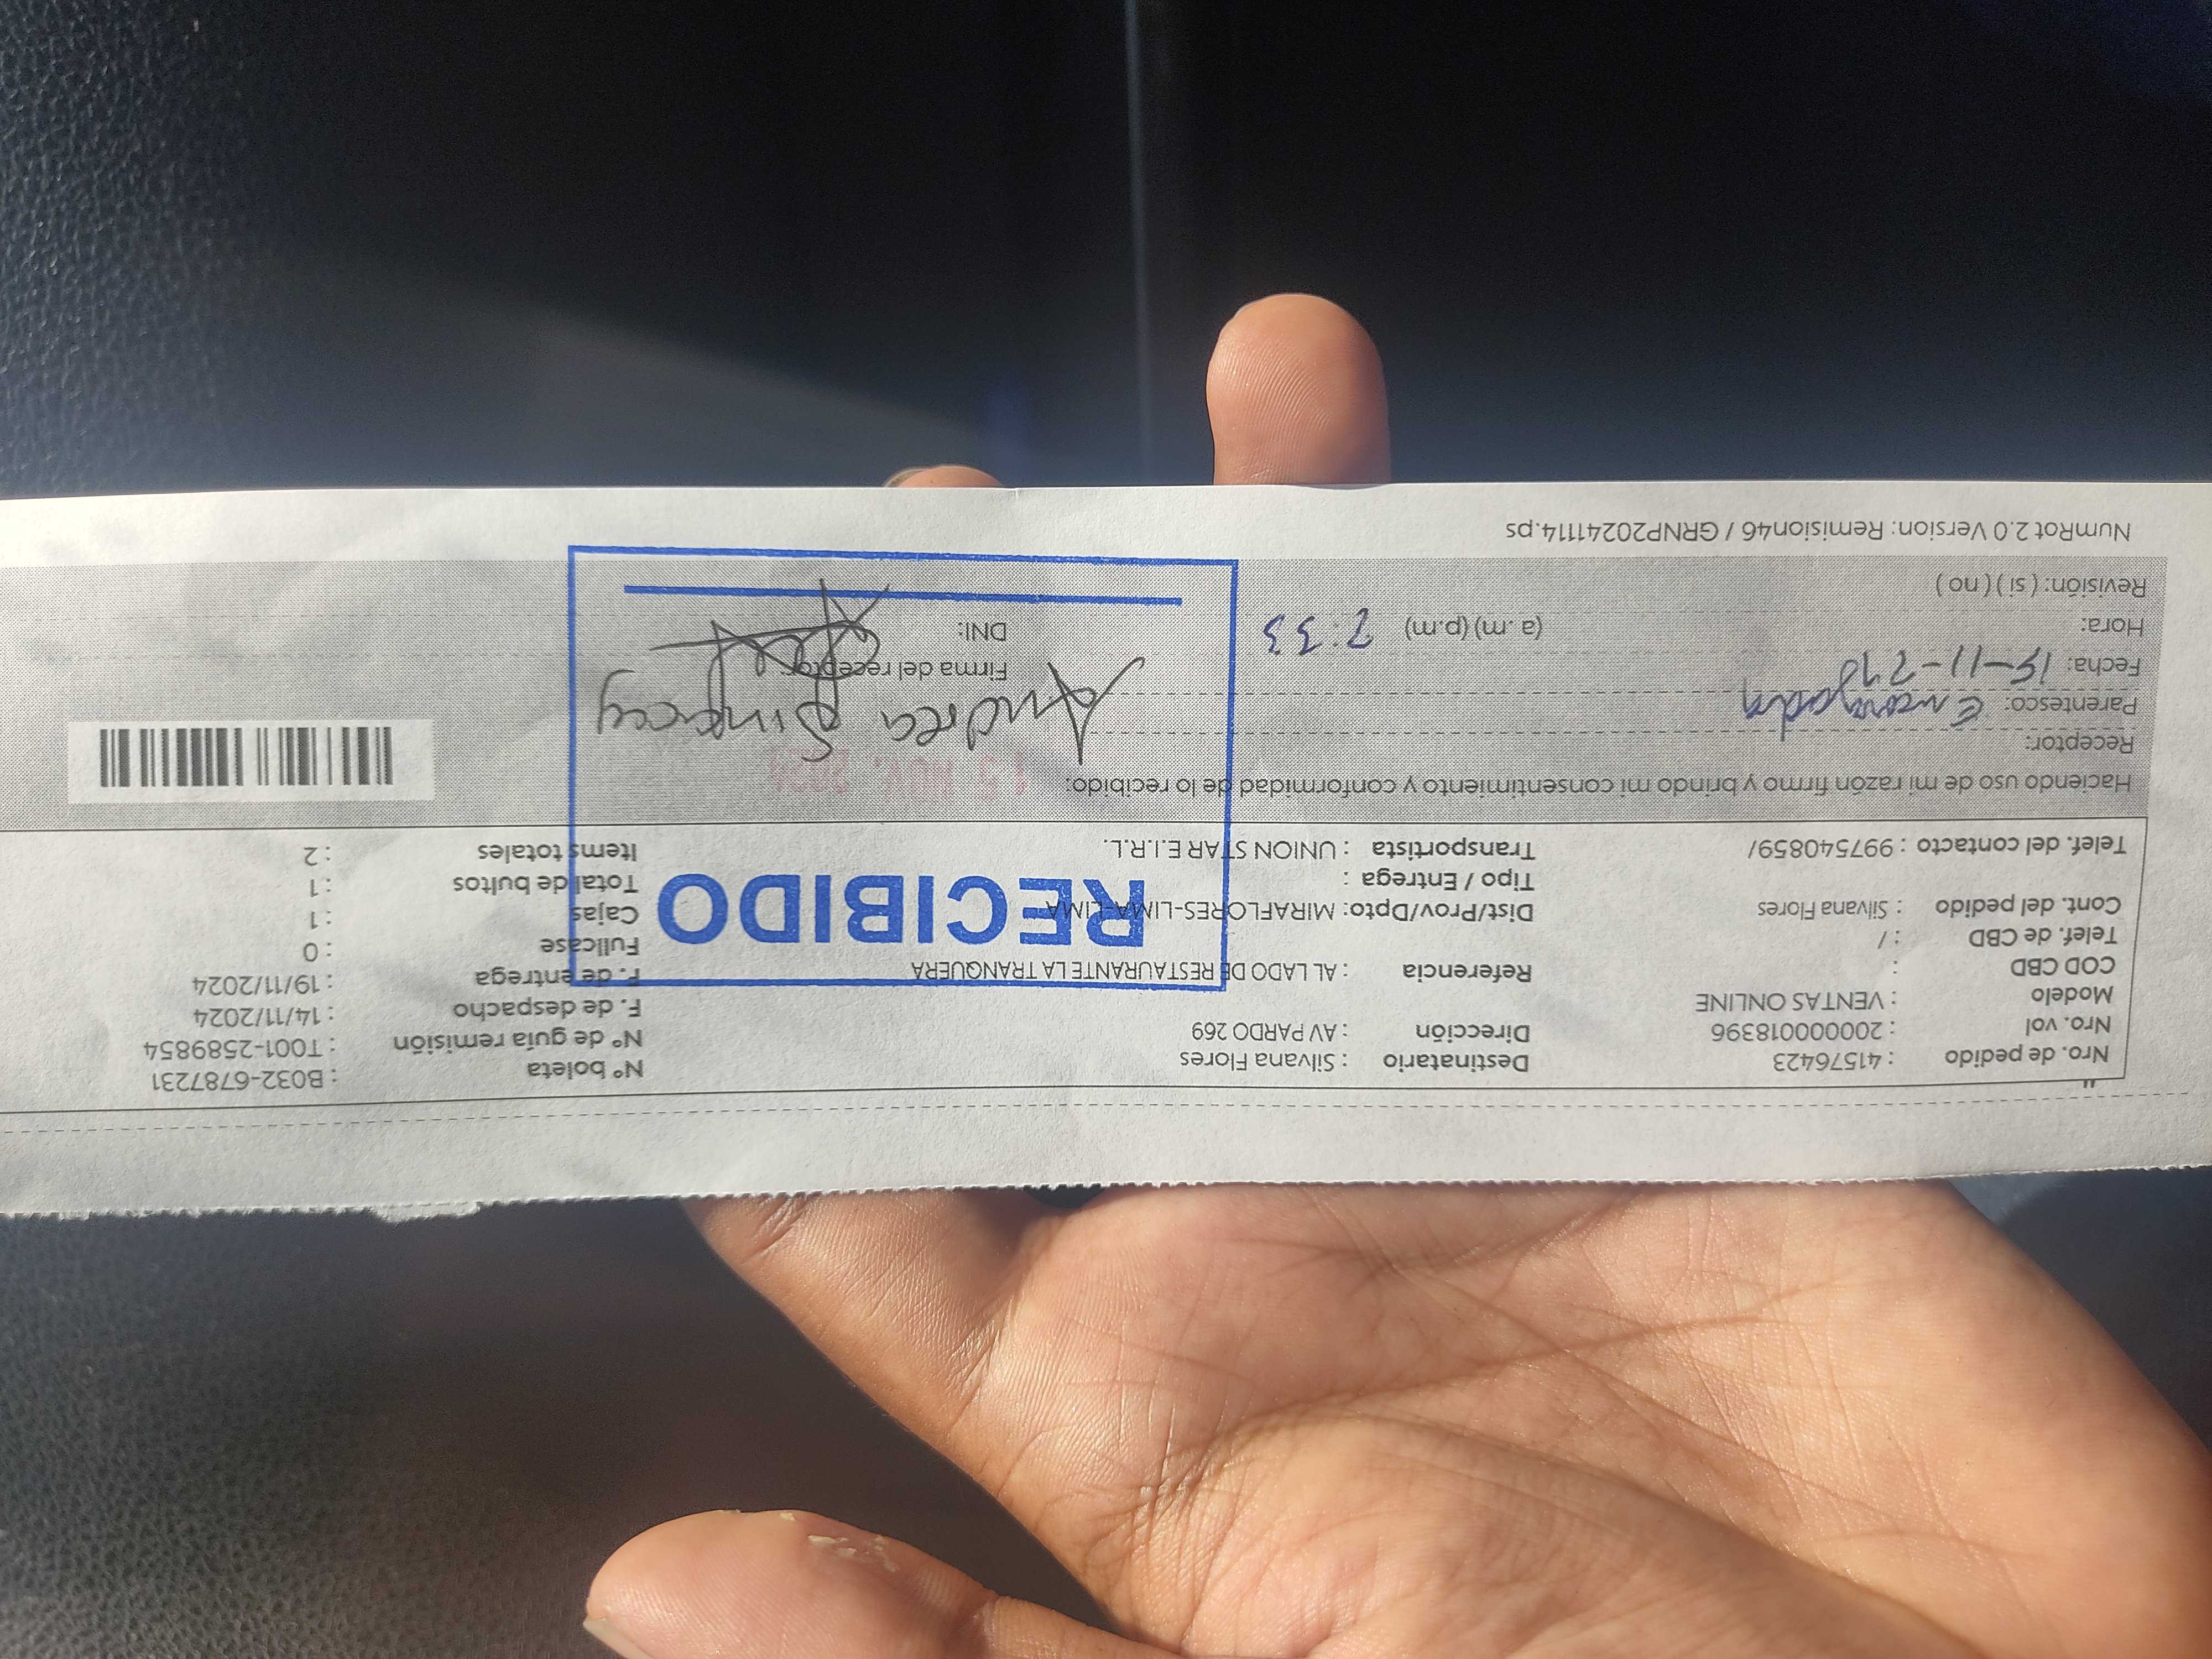 Nro. de pedido : 41576423 Destinatario : Silvana Flores N° boleta : B032-6787231
Nro. vol : 20000018396 Dirección : AV PARDO 269 N° de guía remisión : T001-2589854
Modelo : VENTAS ONLINE F. de despacho : 14/11/2024
COD CBD : Referencia : AL LADO DE RESTAURANTE LA TRANQUERA F. de entrega : 19/11/2024
Telef. de CBD : / Fullcase : 0
Cont. del pedido : Silvana Flores Dist/Prov/Dpto: MIRAFLORES-LIMA-LIMA Cajas : 1
Tipo / Entrega : Total de bultos : 1
Telef. del contacto : 997540859/ Transportista : UNION STAR E.I.R.L. Items totales : 2
RECIBIDO
Haciendo uso de mi razón firmo y brindo mi consentimiento y conformidad de lo recibido:
NOV. 2024
Receptor:
Andrea
Parentesco: Encargada
Fecha: 15-11-24 Firma del receptor:
Hora: (a.m)(p.m) 7:33 DNI:
Revisión: ( si ) ( no )
NumRot 2.0 Version: Remision46 / GRNP20241114.ps